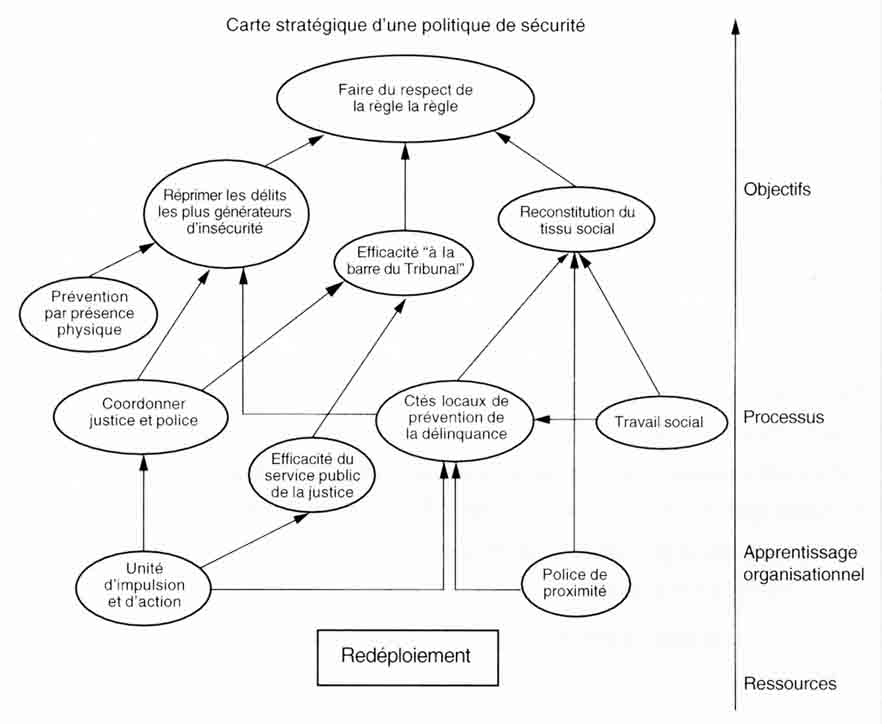 Carte stratégique d'une politique de sécurité
Faire du respect de
la règle la règle
Objectifs
Réprimer les délits
les plus générateurs
d'insécurité
Reconstitution du
tissu social
Efficacité "à la
barre du Tribunal"
Prévention
par présence
physique
Coordonner
justice et police
Ctés locaux de
prévention de
la délinquance
Travail social
Processus
Efficacité du
service public
de la justice
Unité
d'impulsion
et d'action
Police de
proximité
Apprentissage
organisationnel
Redéploiement
Ressources